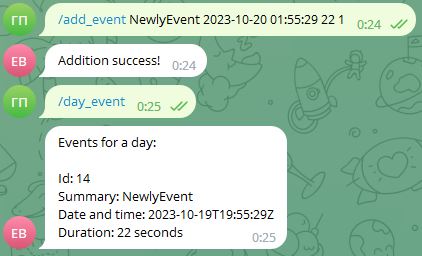 ГП
/add_event NewlyEvent 2023-10-20 01:55:29 22 1
0:24
ЕВ
Addition success!
0:24
ГП
/day_event
0:25
Events for a day:
Id: 14
Summary: NewlyEvent
Date and time: 2023-10-19T19:55:29Z
Duration: 22 seconds
ЕВ
0:25